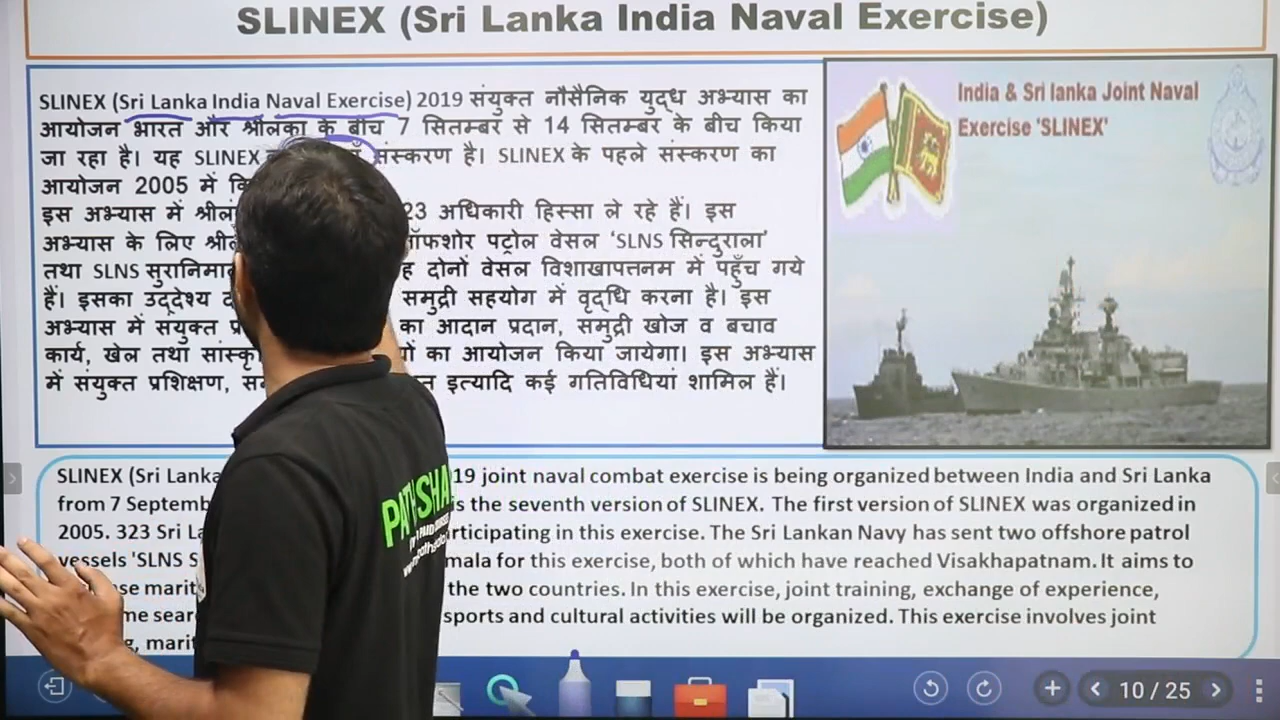 SLINEX (Sri Lanka India Naval Exercise)
SLINEX (Sri Lanka India Naval Exercise) 2019 संयुक्त नौसैनिक युद्ध अभ्यास का
आयोजन भारत और श्रीलंका के बीच 7 सितम्बर से 14 सितम्बर के बीच किया
जा रहा है। यह SLINEX संस्करण है। SLINEX के पहले संस्करण का
आयोजन 2005 में
इस अभ्यास में 23 अधिकारी हिस्सा ले रहे हैं। इस
अभ्यास के लिए पट्रोल वेसल ‘SLNS सिन्दुराला’
तथा SLNS दोनों वेसल विशाखापत्तनम में पहुँच गये
हैं। इसका उद्देश्य समुद्री सहयोग में वृद्धि करना है। इस
अभ्यास में संयुक्त का आदान प्रदान, समुद्री खोज व बचाव
कार्य, खेल तथा का आयोजन किया जायेगा। इस अभ्यास
में संयुक्त प्रशिक्षण, इत्यादि कई गतिविधियां शामिल हैं।
India & Sri lanka Joint Naval
Exercise 'SLINEX'
SLINEX (Sri Lanka 19 joint naval combat exercise is being organized between India and Sri Lanka
from 7 the seventh version of SLINEX. The first version of SLINEX was organized in
2005. 323 Sri participating in this exercise. The Sri Lankan Navy has sent two offshore patrol
vessels 'SLNS for this exercise, both of which have reached Visakhapatnam. It aims to
the two countries. In this exercise, joint training, exchange of experience,
sports and cultural activities will be organized. This exercise involves joint
10 / 25